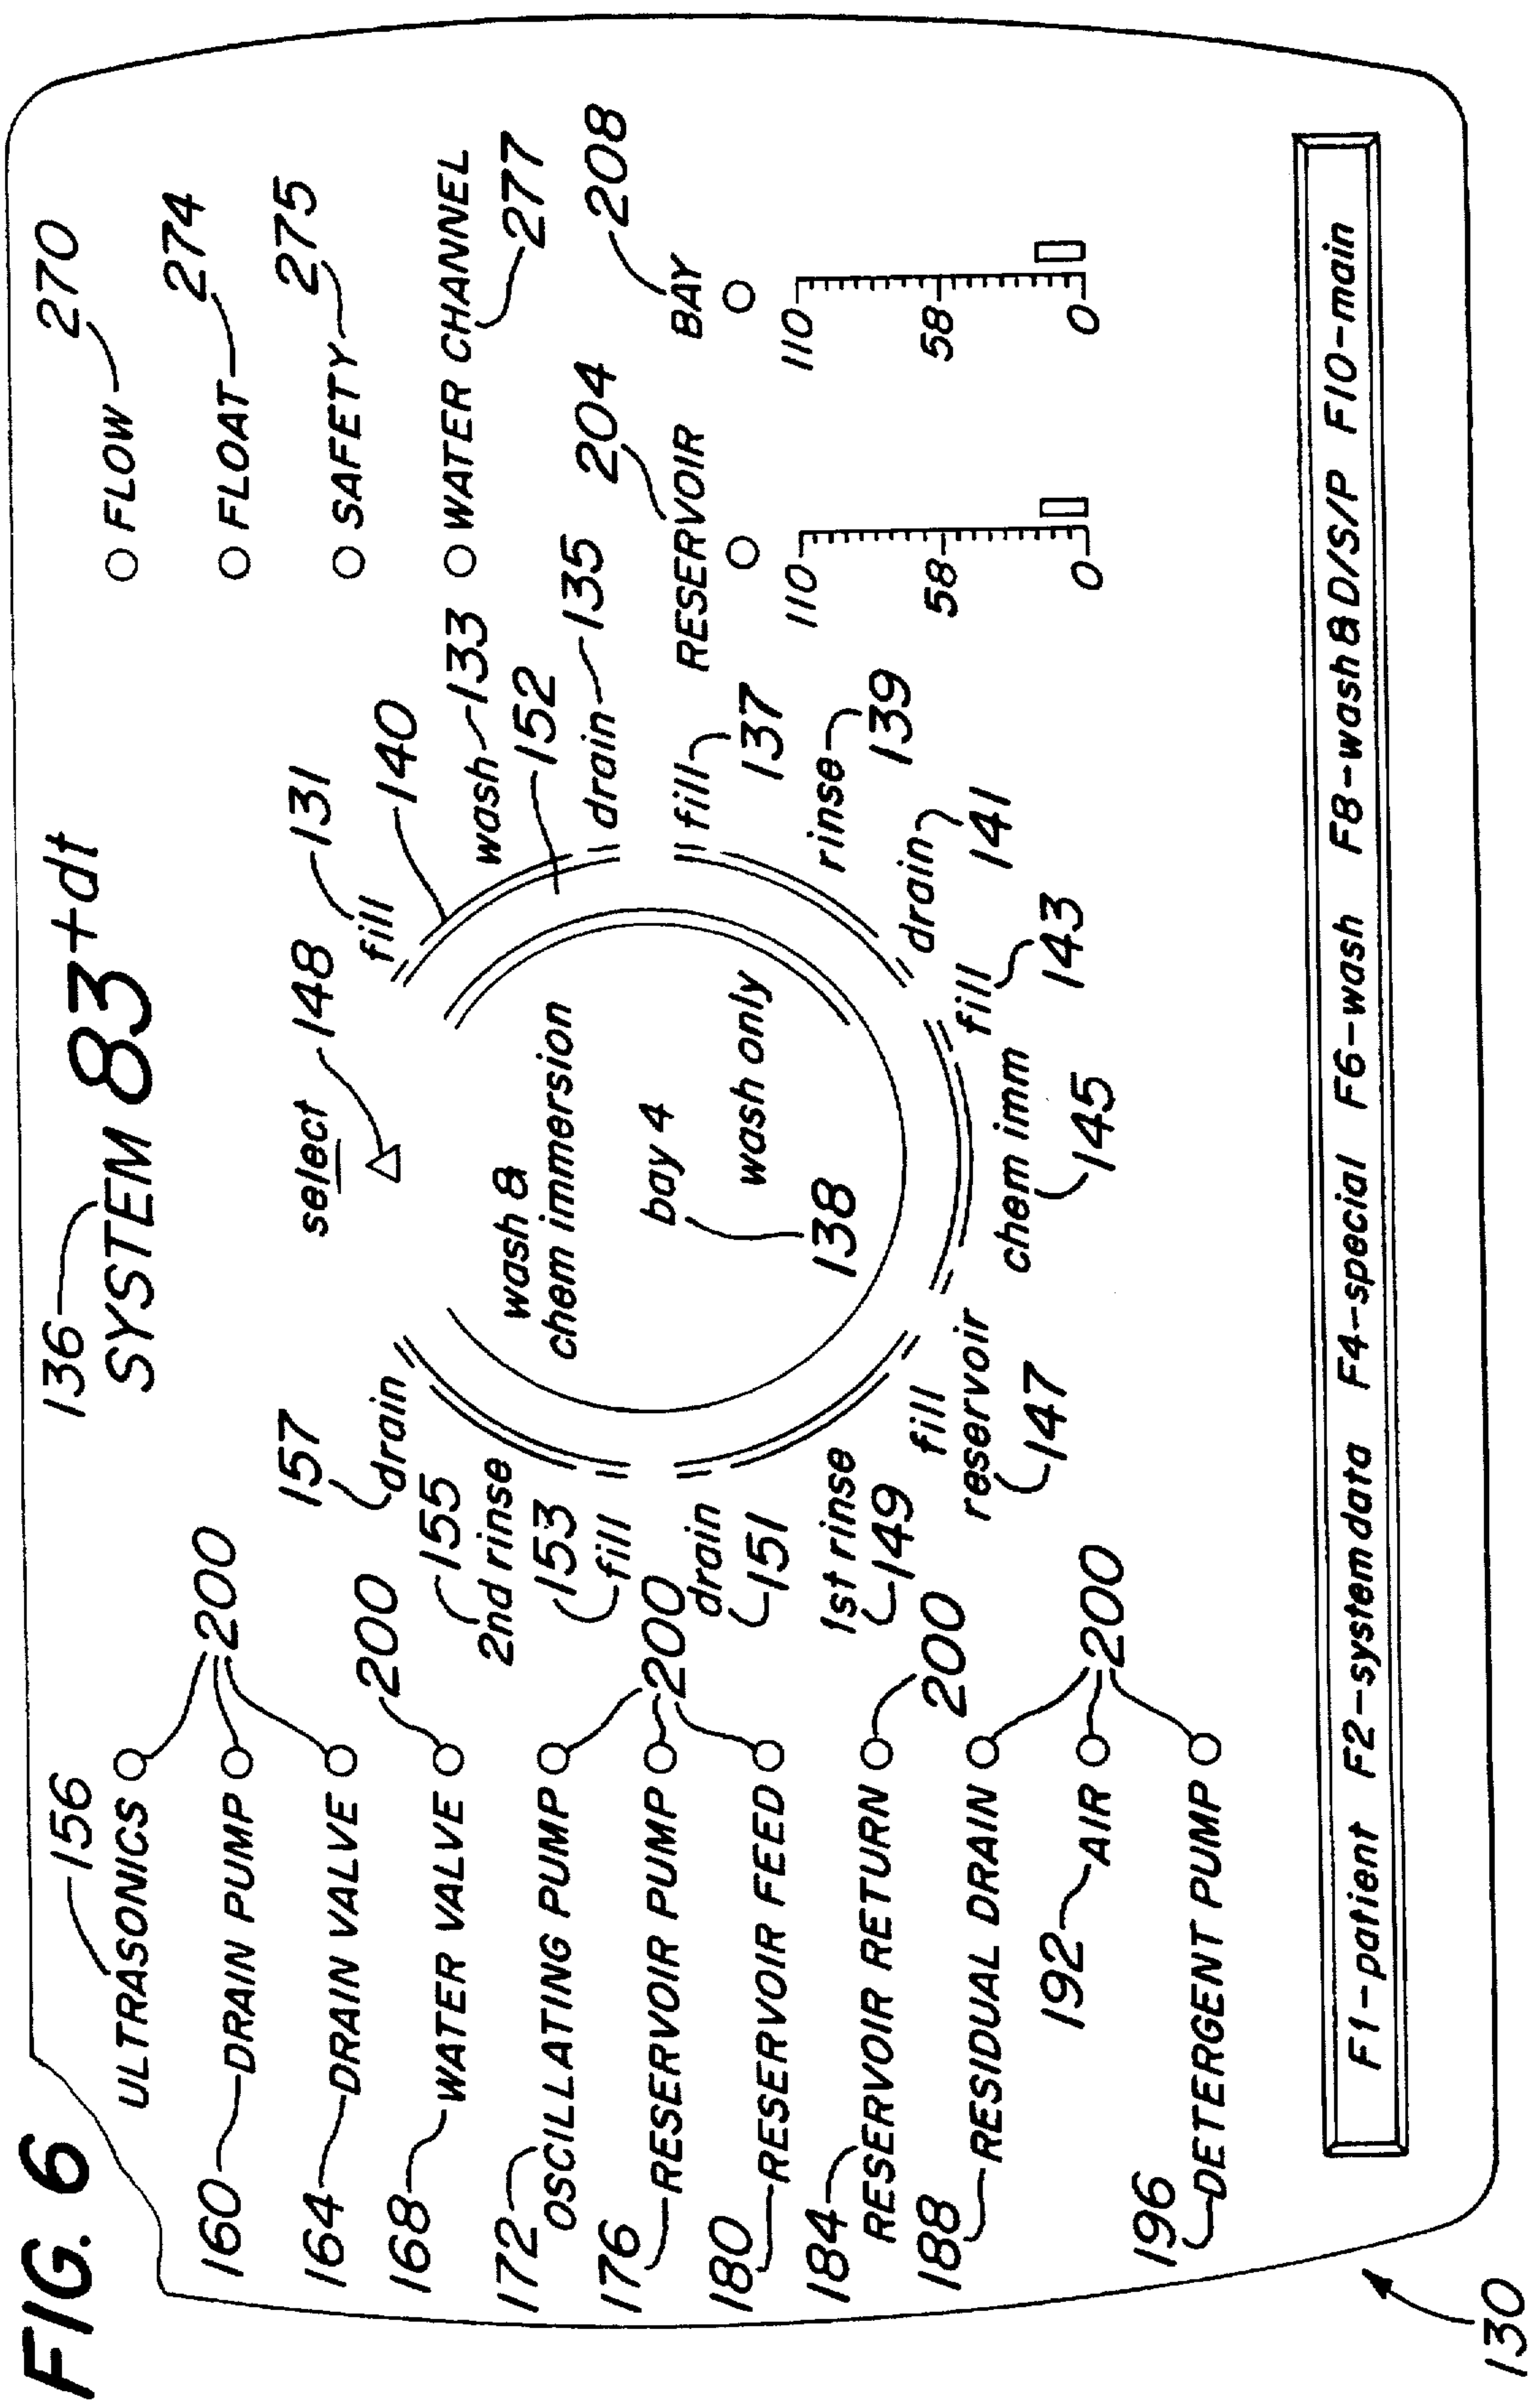 FIG. 6
136
SYSTEM 83+dt
156
ULTRASONICS
200
160
DRAIN PUMP
164
DRAIN VALVE
168
WATER VALVE
200
172
OSCILLATING PUMP
176
RESERVOIR PUMP
200
180
RESERVOIR FEED
184
RESERVOIR RETURN
200
188
RESIDUAL DRAIN
192
AIR
200
196
DETERGENT PUMP
select
148
fill
131
140
wash
133
152
drain
135
fill
137
rinse
139
drain
141
fill
143
chem imm
145
fill
reservoir
147
1st rinse
149
drain
151
fill
153
2nd rinse
155
drain
157
wash &
chem immersion
bay 4
138
wash only
FLOW
270
FLOAT
274
SAFETY
275
WATER CHANNEL
277
204
RESERVOIR
110
58
0
208
BAY
110
58
0
F1-patient F2-system data F4-special F6-wash F8-wash & D/S/P F10-main
130